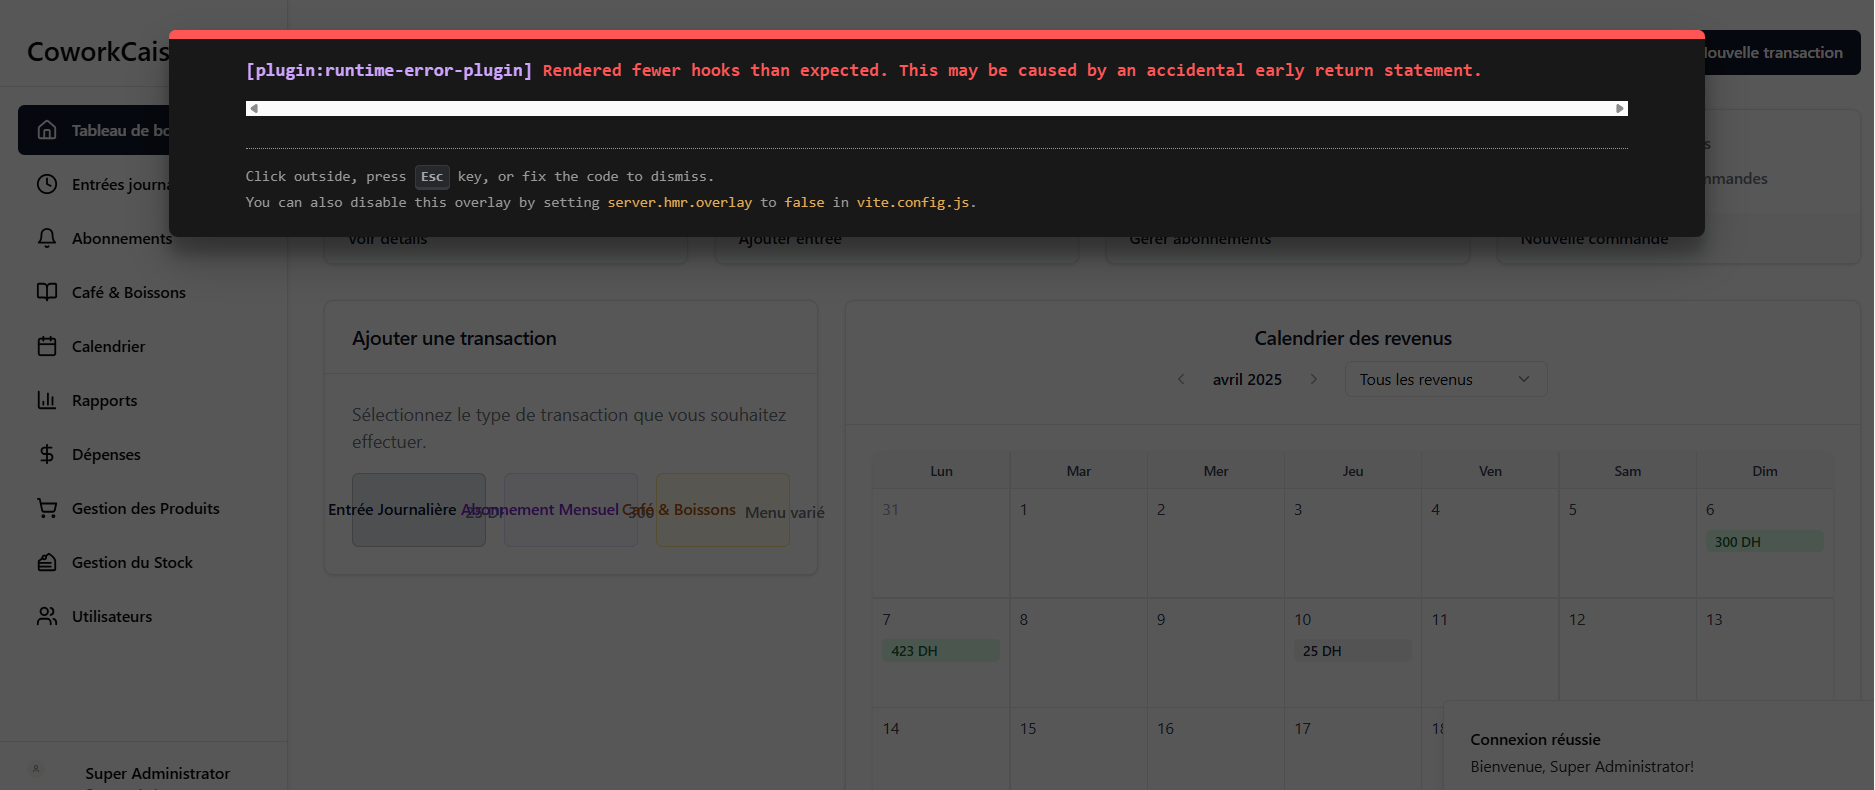 CoworkCais
[plugin:runtime-error-plugin] Rendered fewer hooks than expected. This may be caused by an accidental early return statement.
Click outside, press Esc key, or fix the code to dismiss.
You can also disable this overlay by setting server.hmr.overlay to false in vite.config.js.
ouvelle transaction
Tableau de bo
Entrées journa
Abonnements
Café & Boissons
Calendrier
Rapports
Dépenses
Gestion des Produits
Gestion du Stock
Utilisateurs
Super Administrator
s
mmandes
Voir détails
Ajouter entrée
Gérer abonnements
Nouvelle commande
Ajouter une transaction
Sélectionnez le type de transaction que vous souhaitez
effectuer.
Entrée Journalière
25 DH
Abonnement Mensuel
300
Café & Boissons
Menu varié
Calendrier des revenus
avril 2025
Tous les revenus
Lun Mar Mer Jeu Ven Sam Dim
31 1 2 3 4 5 6
300 DH
7 8 9 10 11 12 13
423 DH 25 DH
14 15 16 17
Connexion réussie
Bienvenue, Super Administrator!